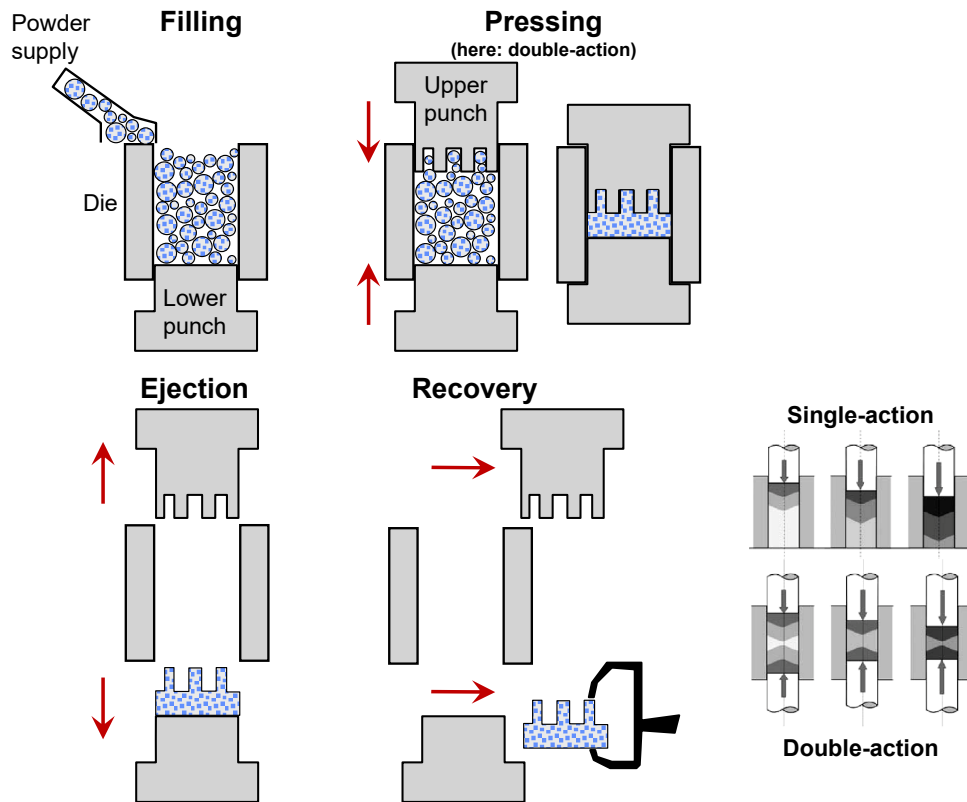 Powder
supply
Filling
Die
Lower
punch
Pressing
(here: double-action)
Upper
punch
Ejection
Recovery
Single-action
Double-action